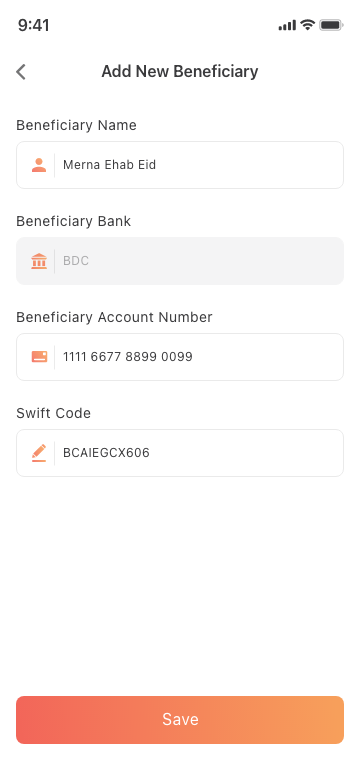 9:41
Add New Beneficiary
Beneficiary Name
Merna Ehab Eid
Beneficiary Bank
BDC
Beneficiary Account Number
1111 6677 8899 0099
Swift Code
BCAIEGCX606
Save